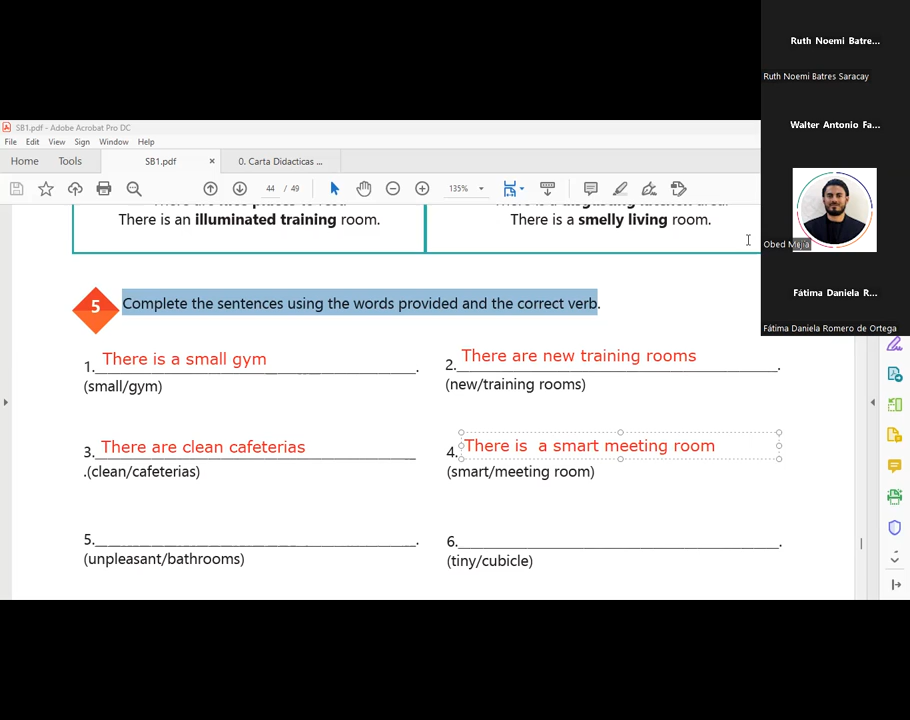 Ruth Noemi Batre...
Ruth Noemi Batres Saracay
Walter Antonio Fa...
Obed Mejía
Fátima Daniela R...
Fátima Daniela Romero de Ortega
SB1.pdf - Adobe Acrobat Pro DC
File Edit View Sign Window Help
Home Tools SB1.pdf × 0. Carta Didacticas ...
44 / 49 135%
There is an illuminated training room.
There is a smelly living room.
5 Complete the sentences using the words provided and the correct verb.
1. There is a small gym.
(small/gym)
2. There are new training rooms.
(new/training rooms)
3. There are clean cafeterias
.(clean/cafeterias)
4. There is  a smart meeting room
(smart/meeting room)
5.______.
(unpleasant/bathrooms)
6.______.
(tiny/cubicle)